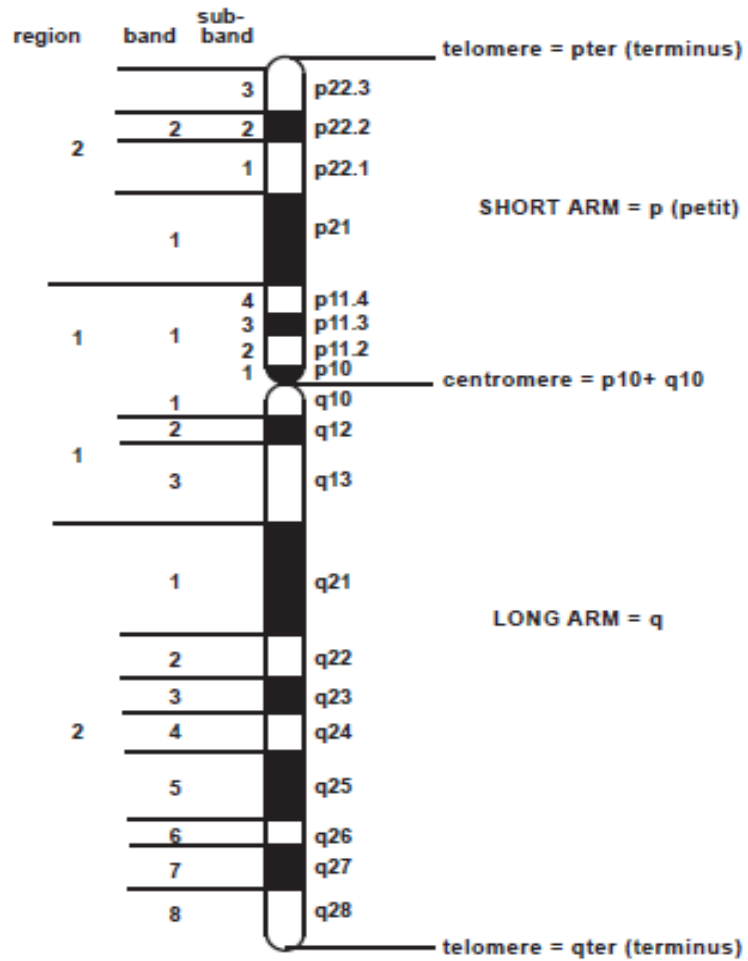 region band sub-band
telomere = pter (terminus)
3 p22.3
2 2 p22.2
2
1 p22.1
SHORT ARM = p (petit)
1 p21
4 p11.4
3 p11.3
1 1
2 p11.2
1 p10
centromere = p10+ q10
1 q10
2 q12
1
3 q13
1 q21
LONG ARM = q
2 q22
3 q23
2 4 q24
5 q25
6 q26
7 q27
8 q28
telomere = qter (terminus)